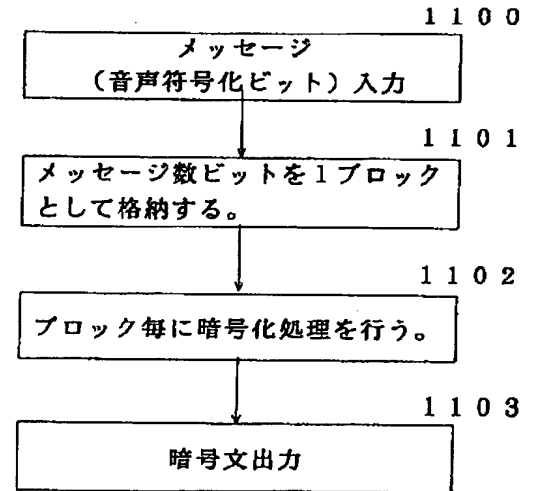 1100
メッセージ
(音声符号化ビット)入力
1101
メッセージ数ビットを1ブロック
として格納する。
1102
ブロック毎に暗号化処理を行う。
1103
暗号文出力